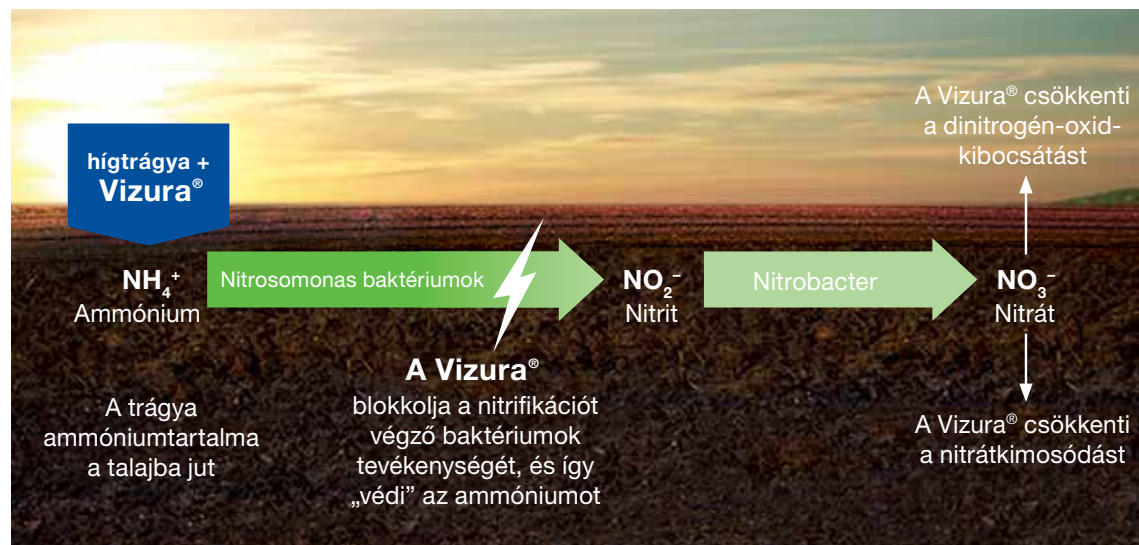 hígtrágya +
Vizura®
NH₄⁺
Ammónium
Nitrosomonas baktériumok
NO₂⁻
Nitrit
Nitrobacter
NO₃⁻
Nitrát
A Vizura® csökkenti
a dinitrogén-oxid-
kibocsátást
A trágya
ammóniumtartalma
a talajba jut
A Vizura®
blokkolja a nitrifikációt
végző baktériumok
tevékenységét, és így
„védi” az ammóniumot
A Vizura® csökkenti
a nitrátkimosódást